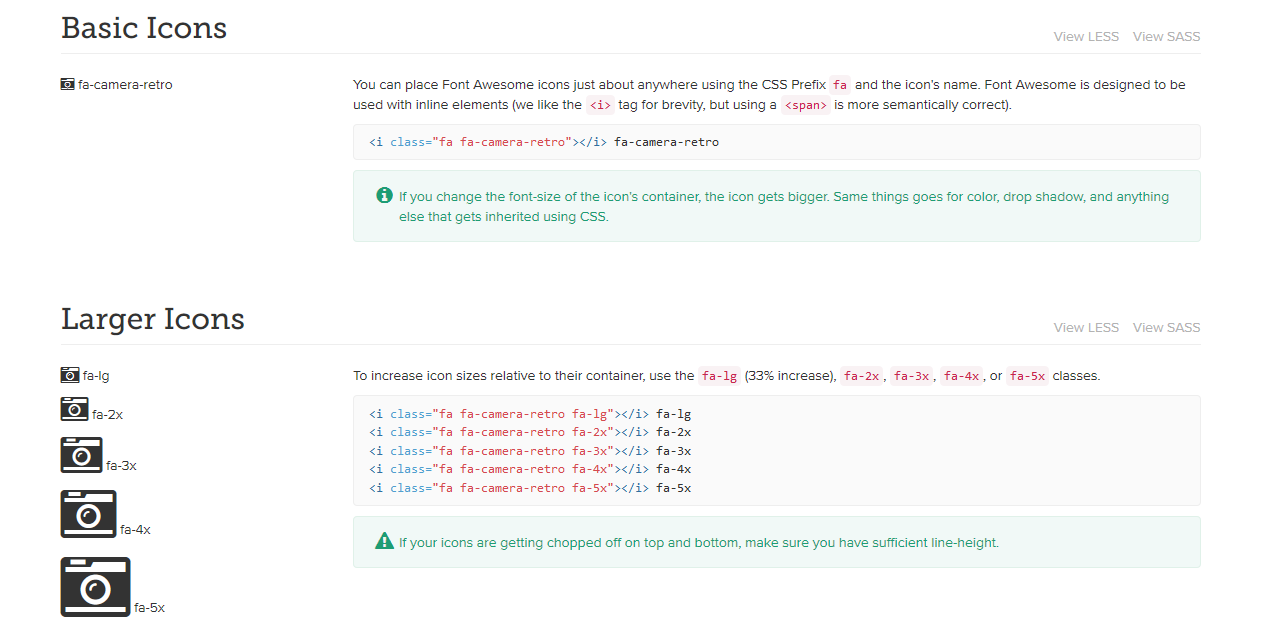 Basic Icons
View LESS View SASS
fa-camera-retro
You can place Font Awesome icons just about anywhere using the CSS Prefix fa and the icon's name. Font Awesome is designed to be
used with inline elements (we like the <i> tag for brevity, but using a <span> is more semantically correct).
<i class="fa fa-camera-retro"></i> fa-camera-retro
If you change the font-size of the icon's container, the icon gets bigger. Same things goes for color, drop shadow, and anything
else that gets inherited using CSS.
Larger Icons
View LESS View SASS
fa-lg
fa-2x
fa-3x
fa-4x
fa-5x
To increase icon sizes relative to their container, use the fa-lg (33% increase), fa-2x, fa-3x, fa-4x, or fa-5x classes.
<i class="fa fa-camera-retro fa-lg"></i> fa-lg
<i class="fa fa-camera-retro fa-2x"></i> fa-2x
<i class="fa fa-camera-retro fa-3x"></i> fa-3x
<i class="fa fa-camera-retro fa-4x"></i> fa-4x
<i class="fa fa-camera-retro fa-5x"></i> fa-5x
If your icons are getting chopped off on top and bottom, make sure you have sufficient line-height.